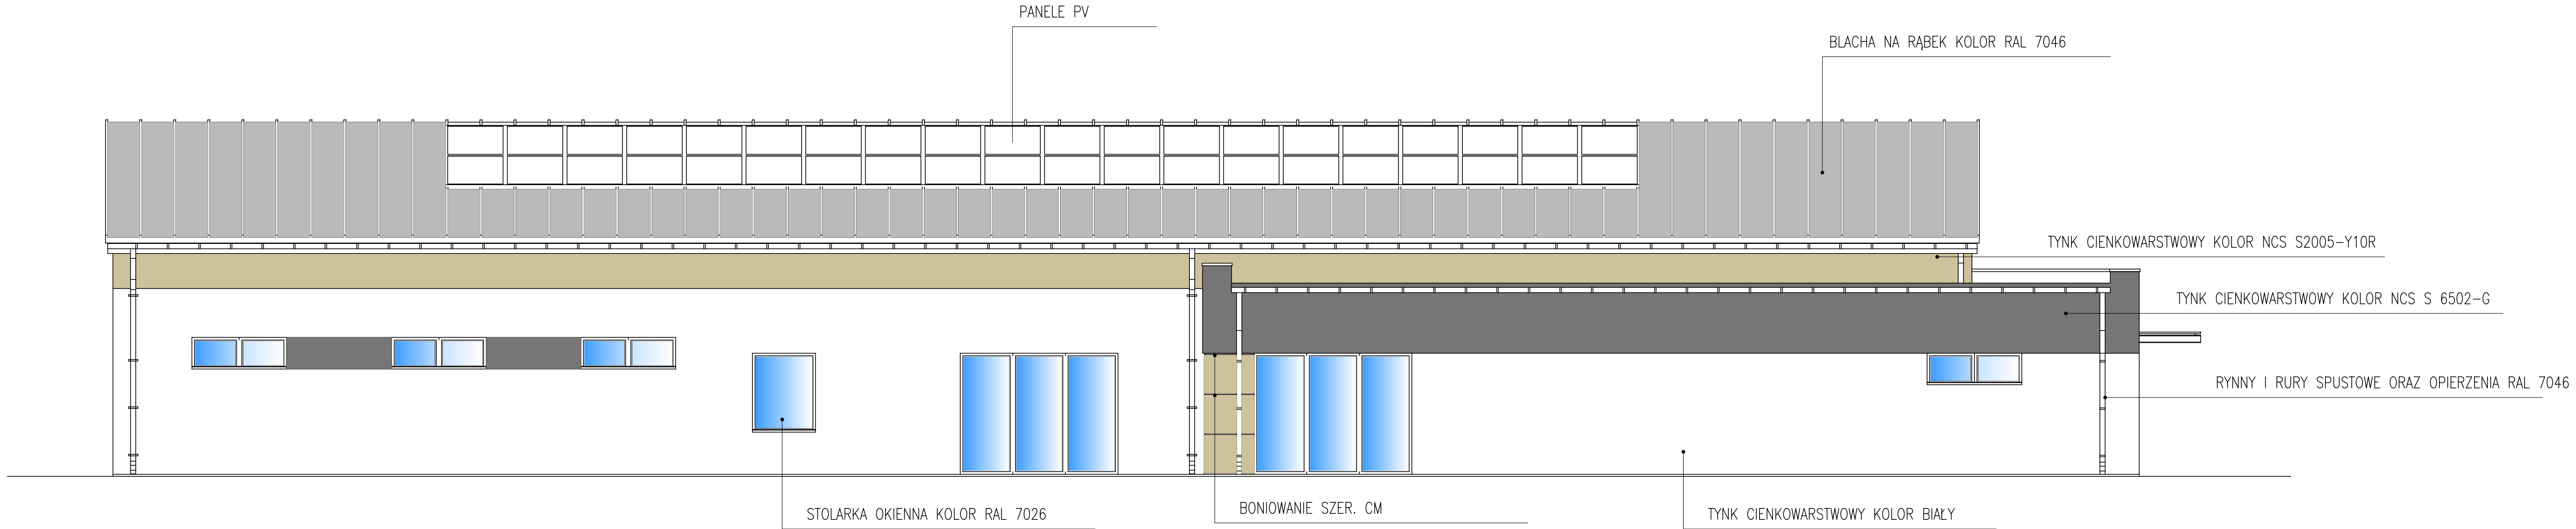 PANELE PV
BLACHA NA RĄBEK KOLOR RAL 7046
TYNK CIENKOWARSTWOWY KOLOR NCS S2005-Y10R
TYNK CIENKOWARSTWOWY KOLOR NCS S 6502-G
RYNNY I RURY SPUSTOWE ORAZ OPIERZENIA RAL 7046
STOLARKA OKIENNA KOLOR RAL 7026
BONIOWANIE SZER. CM
TYNK CIENKOWARSTWOWY KOLOR BIAŁY